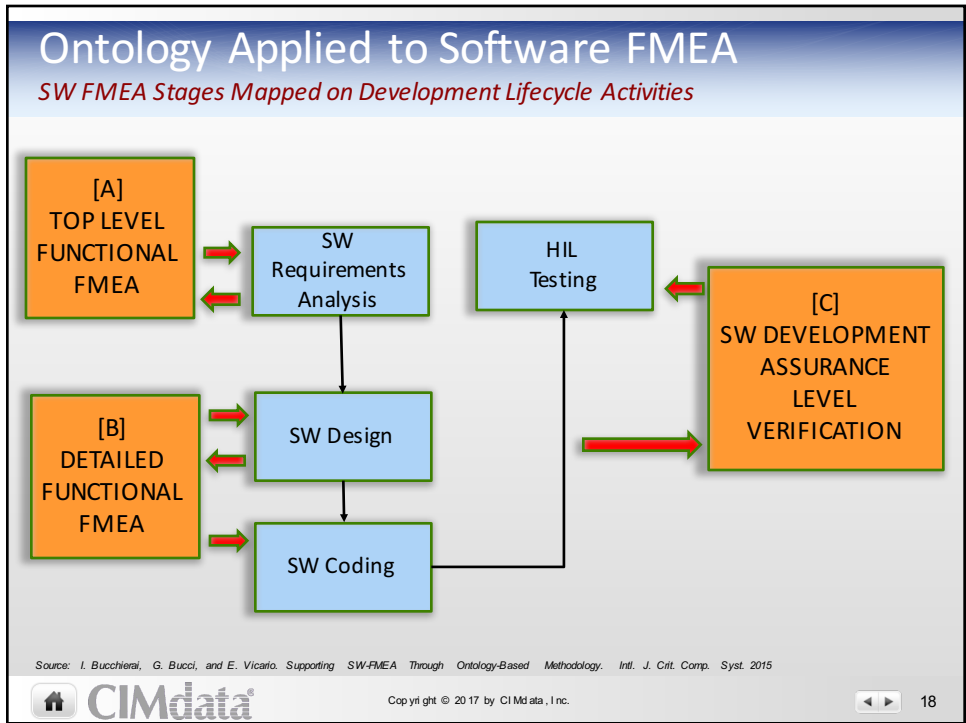 Ontology Applied to Software FMEA
SW FMEA Stages Mapped on Development Lifecycle Activities
[A]
TOP LEVEL
FUNCTIONAL
FMEA
SW
Requirements
Analysis
HIL
Testing
[C]
SW DEVELOPMENT
ASSURANCE
LEVEL
VERIFICATION
[B]
DETAILED
FUNCTIONAL
FMEA
SW Design
SW Coding
Source: I. Bucchierai, G. Bucci, and E. Vicario. Supporting SW-FMEA Through Ontology-Based Methodology. Intl. J. Crit. Comp. Syst. 2015
CIMdata®
Copyright © 2017 by CIMdata, Inc.
18